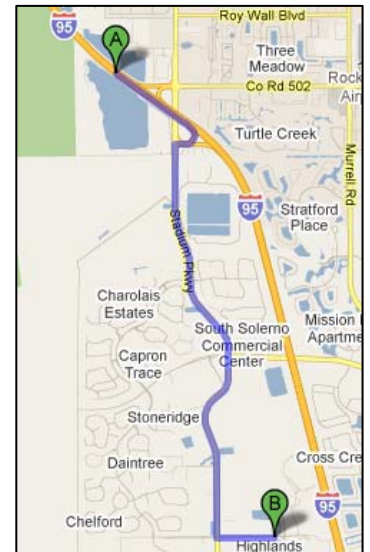 Roy Wall Blvd
95
A
Three
Meadow
Rock
Air
Co Rd 502
Turtle Creek
Murrell Rd
95
Stratford
Place
Stadium Pkwy
Charolais
Estates
South Solerno
Commercial
Center
Mission
Apartme
Capron
Trace
Stoneridge
Daintree
Cross Cre
B
95
Chelford
Highlands